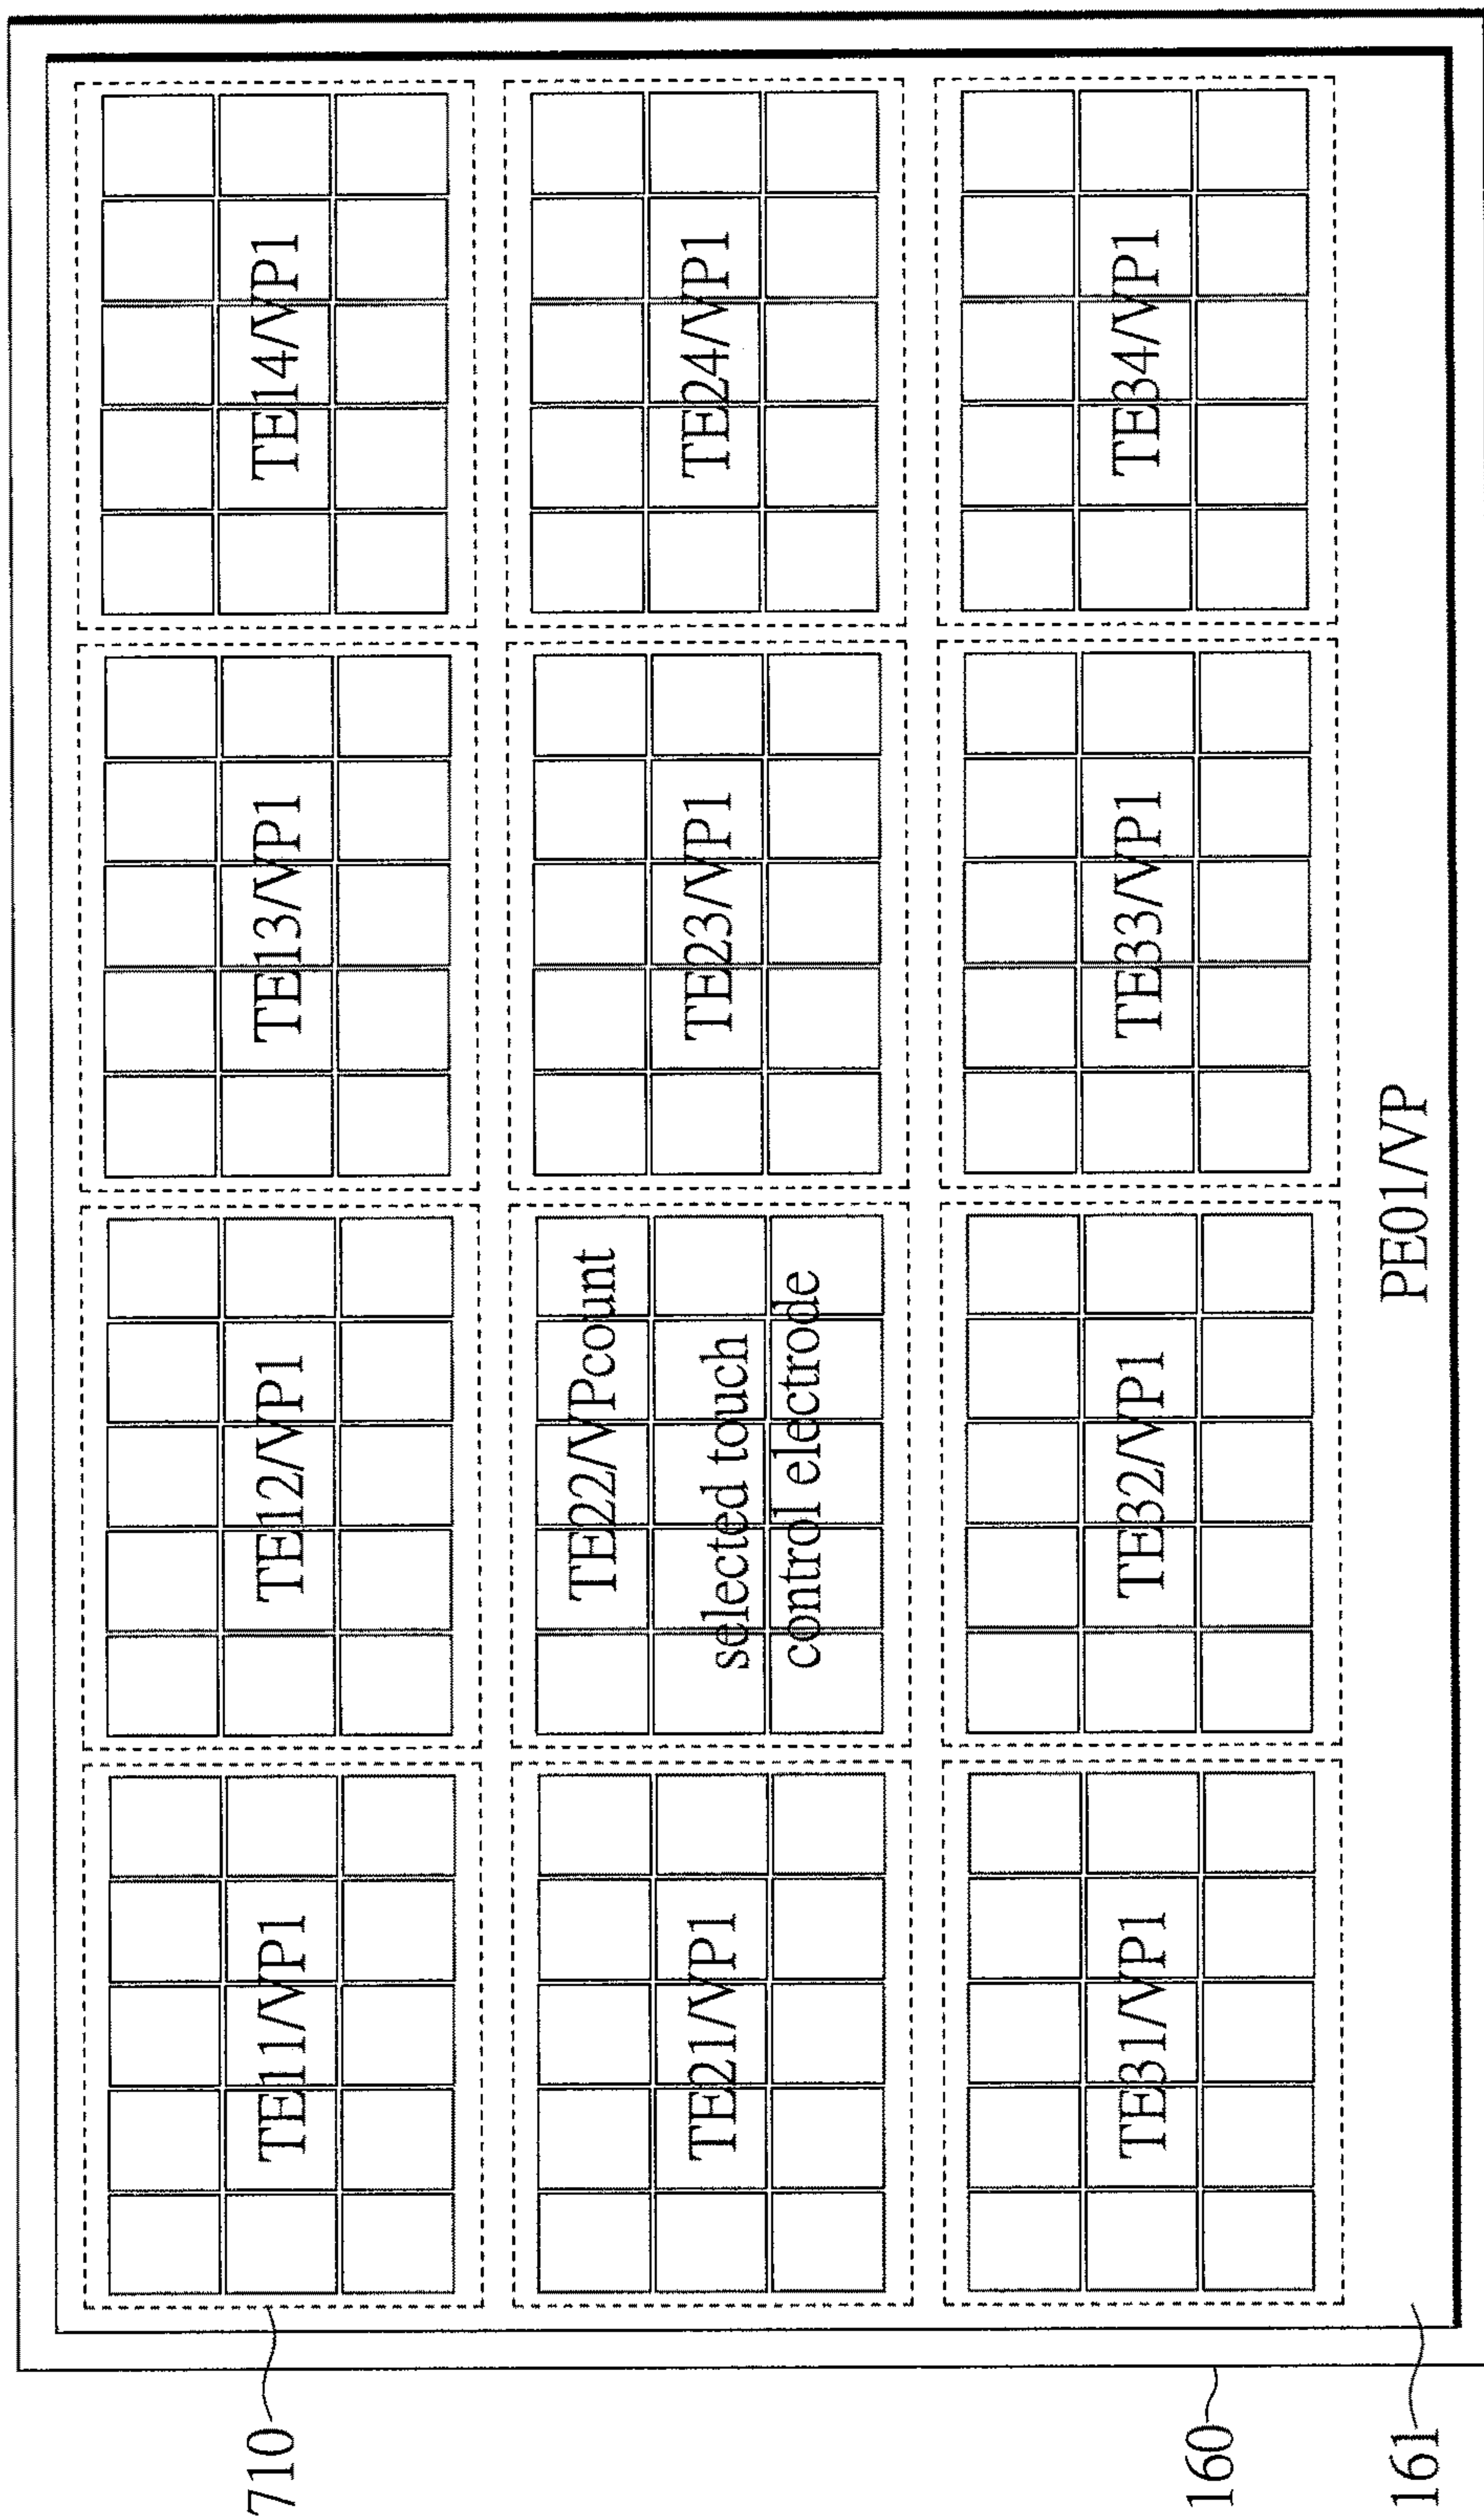 710
TE11/VP1
TE12/VP1
TE13/VP1
TE14/VP1
TE21/VP1
TE22/VPcount
selected touch
control electrode
TE23/VP1
TE24/VP1
160
TE31/VP1
TE32/VP1
TE33/VP1
TE34/VP1
161
PE01/VP